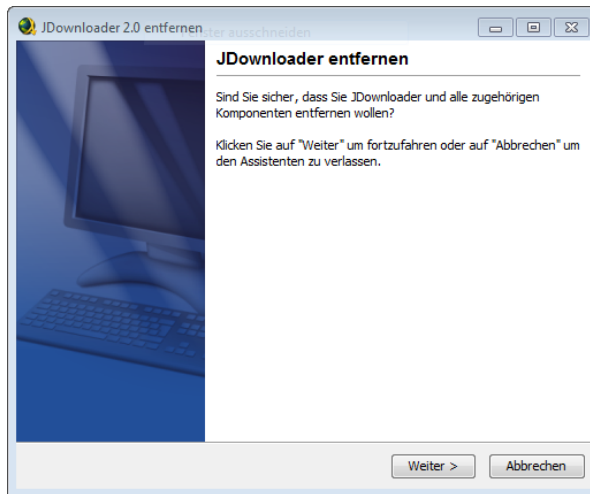 JDownloader 2.0 entfernen
Fenster ausschneiden
JDownloader entfernen
Sind Sie sicher, dass Sie JDownloader und alle zugehörigen
Komponenten entfernen wollen?
Klicken Sie auf "Weiter" um fortzufahren oder auf "Abbrechen" um
den Assistenten zu verlassen.
Weiter >
Abbrechen